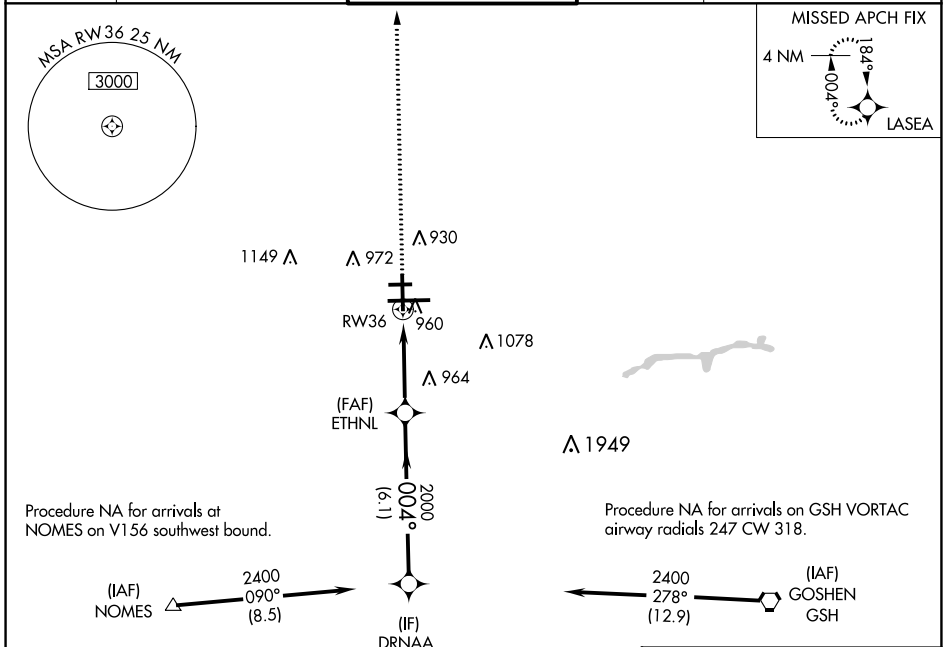 MSA RW36 25 NM
3000
MISSED APCH FIX
4 NM
184°
004°
LASEA
930
1149
972
RW36
960
1078
964
(FAF)
ETHNL
1949
2000
004°
(6.1)
Procedure NA for arrivals at
NOMES on V156 southwest bound.
Procedure NA for arrivals on GSH VORTAC
airway radials 247 CW 318.
(IAF)
NOMES
2400
090°
(8.5)
(IF)
DRNAA
2400
278°
(12.9)
(IAF)
GOSHEN
GSH